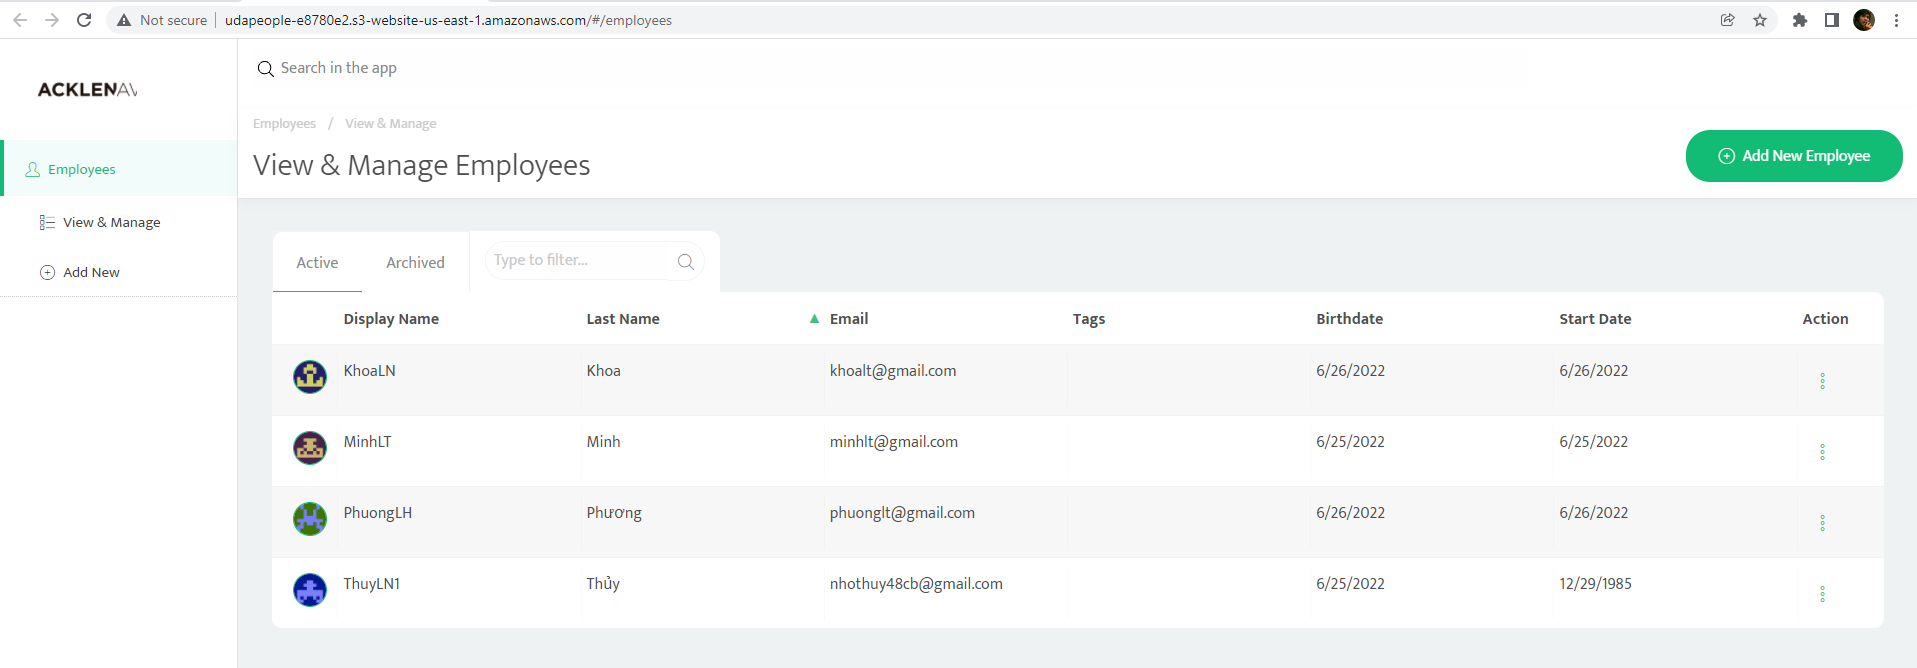 Not secure | udapeople-e8780e2.s3-website-us-east-1.amazonaws.com/#/employees
ACKLENAV
Search in the app
Employees / View & Manage
View & Manage Employees
Add New Employee
Employees
View & Manage
Add New
Active Archived Type to filter...
Display Name Last Name ▲ Email Tags Birthdate Start Date Action
KhoaLN Khoa khoalt@gmail.com 6/26/2022 6/26/2022
MinhLT Minh minhlt@gmail.com 6/25/2022 6/25/2022
PhuongLH Phương phuonglt@gmail.com 6/26/2022 6/26/2022
ThuyLN1 Thủy nhothuy48cb@gmail.com 6/25/2022 12/29/1985